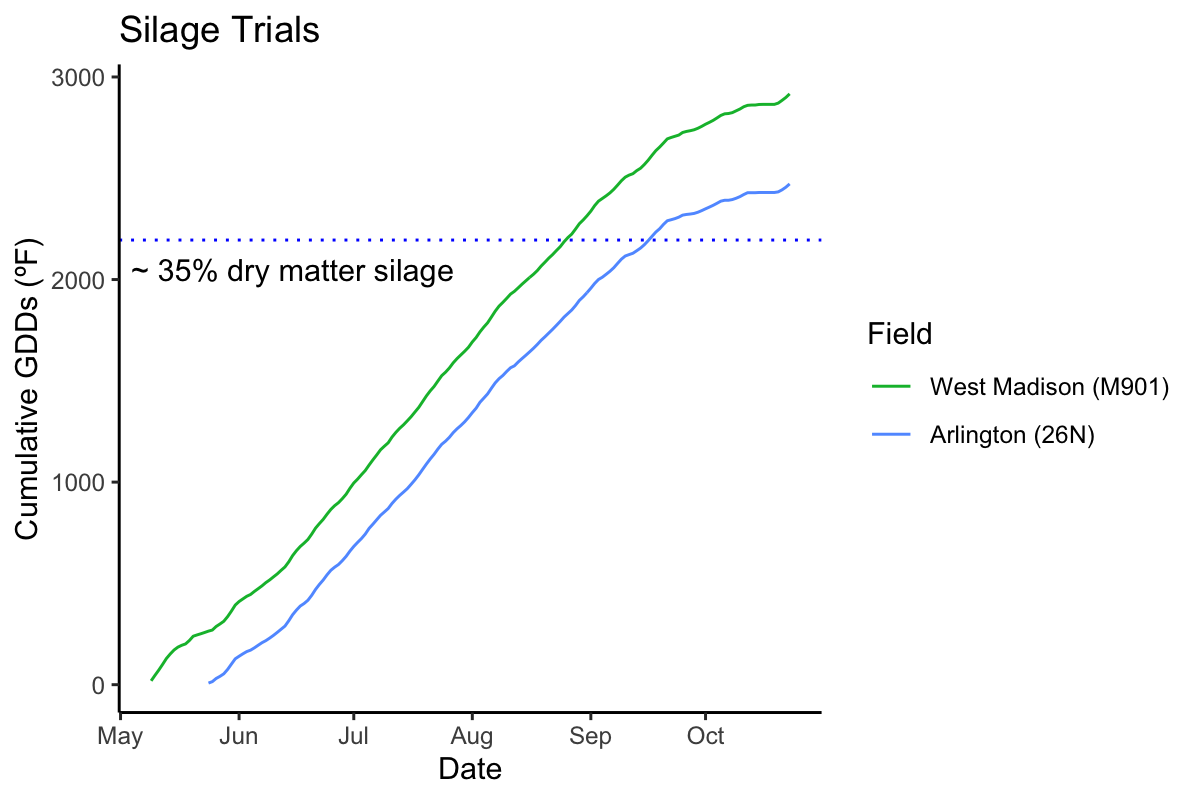 Silage Trials
3000
2000
1000
0
Cumulative GDDs (ºF)
~ 35% dry matter silage
May Jun Jul Aug Sep Oct
Date
Field
West Madison (M901)
Arlington (26N)